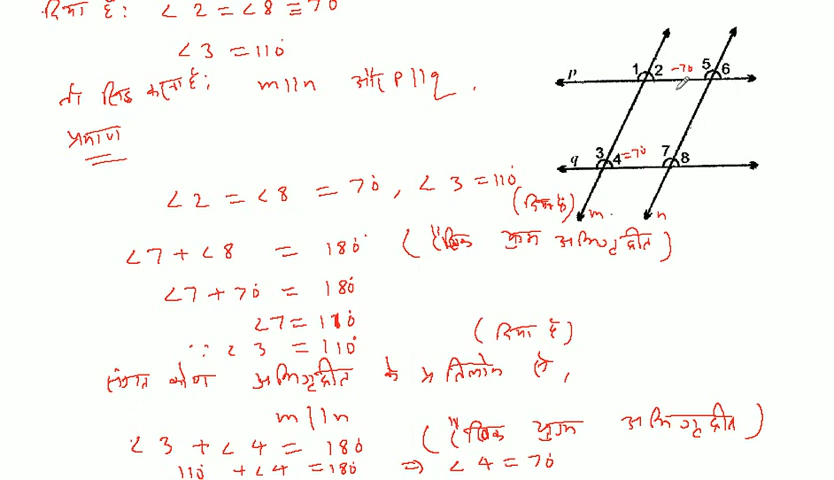 दिया है: ∠2 = ∠8 = 70°
∠3 = 110°
तो सिद्ध करना है: m || n और p || q.
प्रमाण
∠2 = ∠8 = 70°, ∠3 = 110°
(दिया है)
∠7 + ∠8 = 180° (रैखिक युग्म अभिगृहीत)
∠7 + 70° = 180°
∠7 = 110°
∵ ∠3 = 110° (दिया है)
संगत कोण अभिगृहीत के प्रतिलोम से,
m || n
∠3 + ∠4 = 180° (रैखिक युग्म अभिगृहीत)
110° + ∠4 = 180° ⇒ ∠4 = 70°
p 1 2 =70 5 6
q 3 4 =70° 7 8
m. n